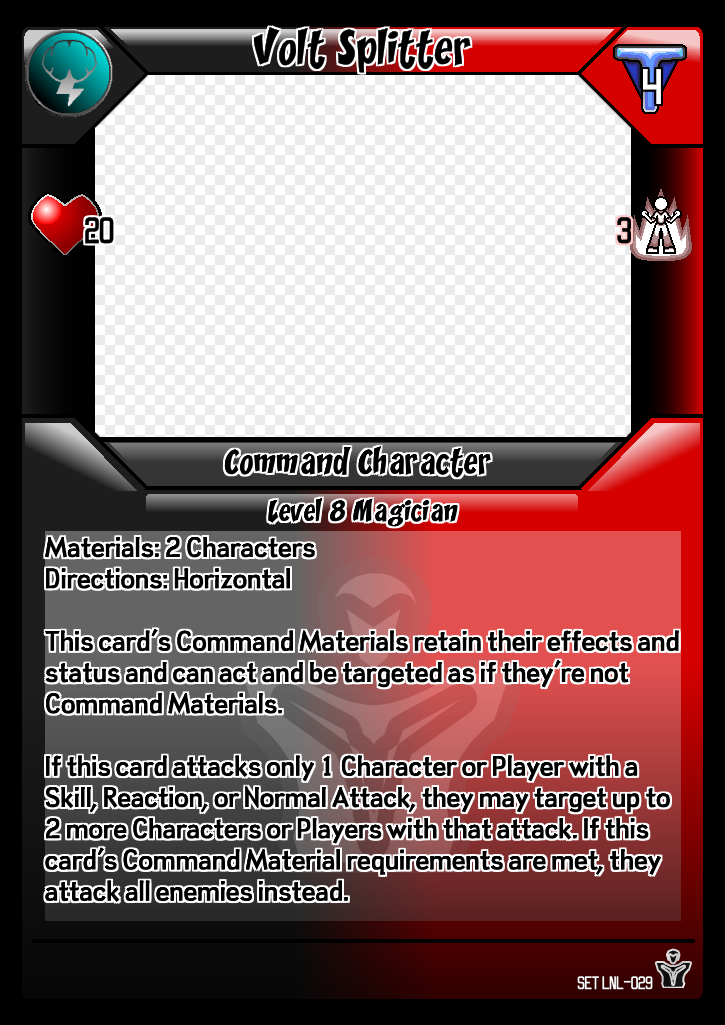 Volt Splitter
4
20
3
Command Character
Level 8 Magician
Materials: 2 Characters
Directions: Horizontal
This card's Command Materials retain their effects and
status and can act and be targeted as if they're not
Command Materials.
If this card attacks only 1 Character or Player with a
Skill, Reaction, or Normal Attack, they may target up to
2 more Characters or Players with that attack. If this
card's Command Material requirements are met, they
attack all enemies instead.
SET LNL-029